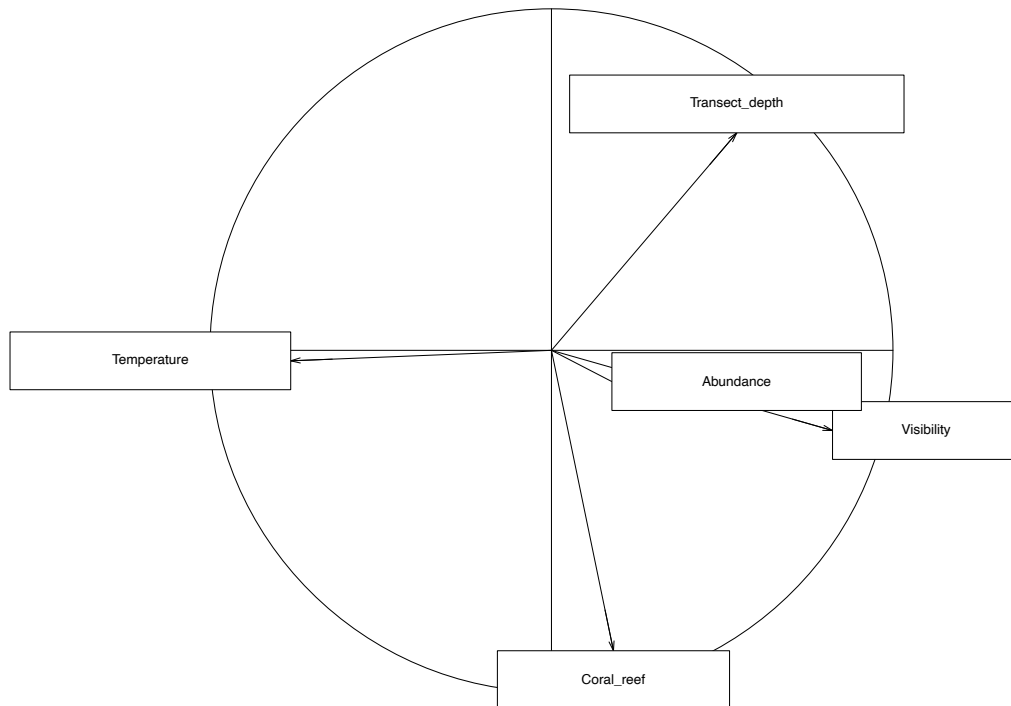 Transect_depth
Temperature
Abundance
Visibility
Coral_reef